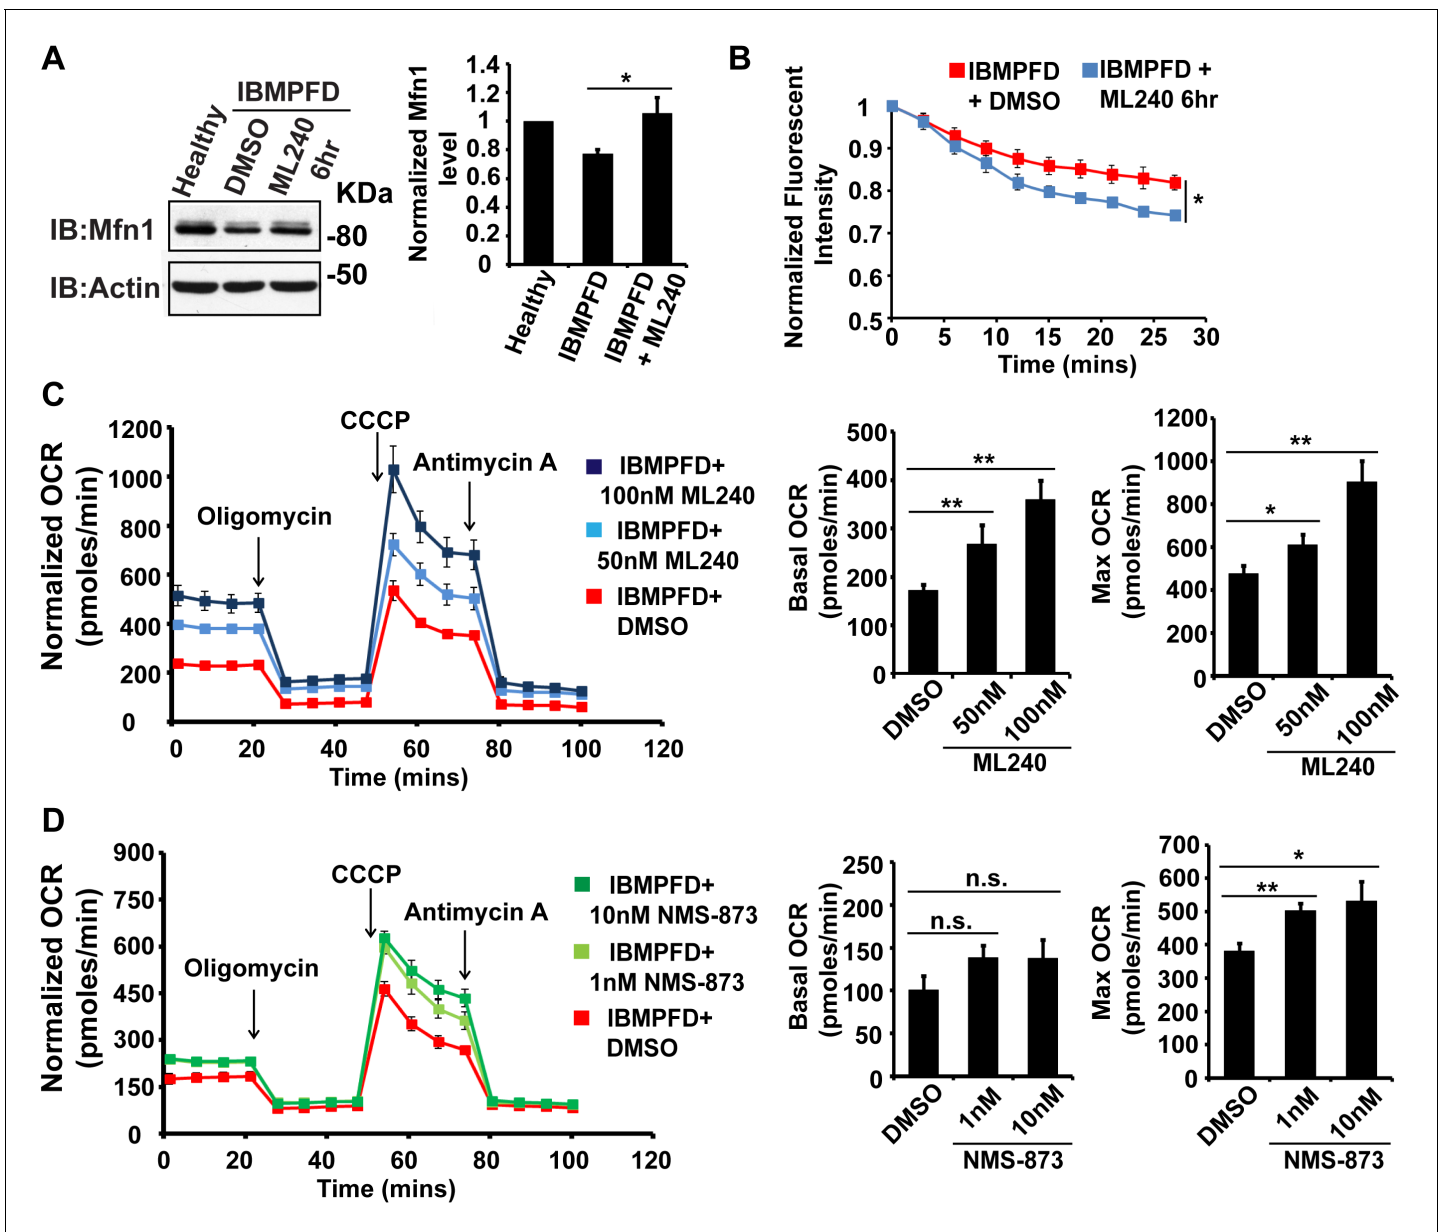 A
IBMPFD
Healthy
DMSO
ML240
6hr
KDa
IB:Mfn1
-80
-50
IB:Actin
Normalized Mfn1
level
1.4
1.2
1
0.8
0.6
0.4
0.2
0
*
Healthy
IBMPFD
IBMPFD
+ ML240
B
IBMPFD
+ DMSO
IBMPFD +
ML240 6hr
Normalized Fluorescent
Intensity
1
0.9
0.8
0.7
0.6
0.5
*
0 5 10 15 20 25 30
Time (mins)
C
Normalized OCR
(pmoles/min)
1200
1000
800
600
400
200
0
Oligomycin
CCCP
Antimycin A
IBMPFD+
100nM ML240
IBMPFD+
50nM ML240
IBMPFD+
DMSO
0 20 40 60 80 100 120
Time (mins)
Basal OCR
(pmoles/min)
500
400
300
200
100
0
**
**
DMSO
50nM
100nM
ML240
Max OCR
(pmoles/min)
1200
1000
800
600
400
200
0
**
*
DMSO
50nM
100nM
ML240
D
Normalized OCR
(pmoles/min)
900
750
600
450
300
150
0
Oligomycin
CCCP
Antimycin A
IBMPFD+
10nM NMS-873
IBMPFD+
1nM NMS-873
IBMPFD+
DMSO
0 20 40 60 80 100 120
Time (mins)
Basal OCR
(pmoles/min)
250
200
150
100
50
0
n.s.
n.s.
DMSO
1nM
10nM
NMS-873
Max OCR
(pmoles/min)
700
600
500
400
300
200
100
0
*
**
DMSO
1nM
10nM
NMS-873